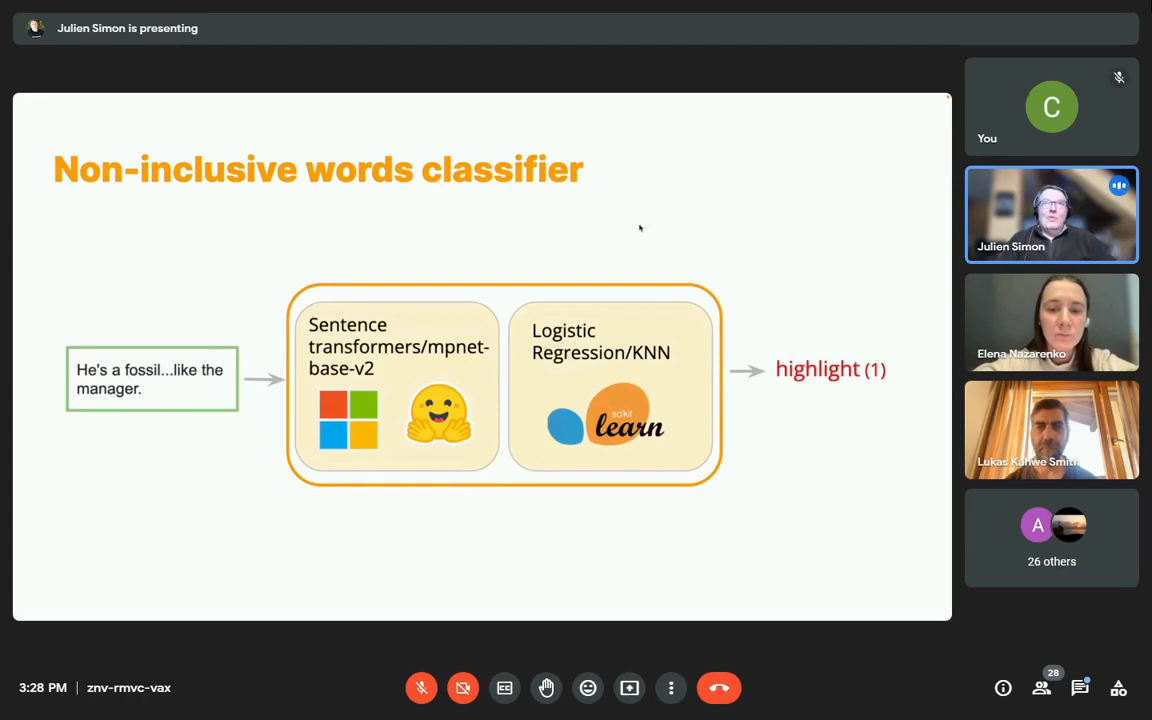 Julien Simon is presenting
Non-inclusive words classifier
He's a fossil...like the
manager.
Sentence
transformers/mpnet-
base-v2
Logistic
Regression/KNN
scikit
learn
highlight (1)
C
You
Julien Simon
Elena Nazarenko
Lukas Kahwe Smith
A
26 others
3:28 PM | znv-rmvc-vax
CC
28